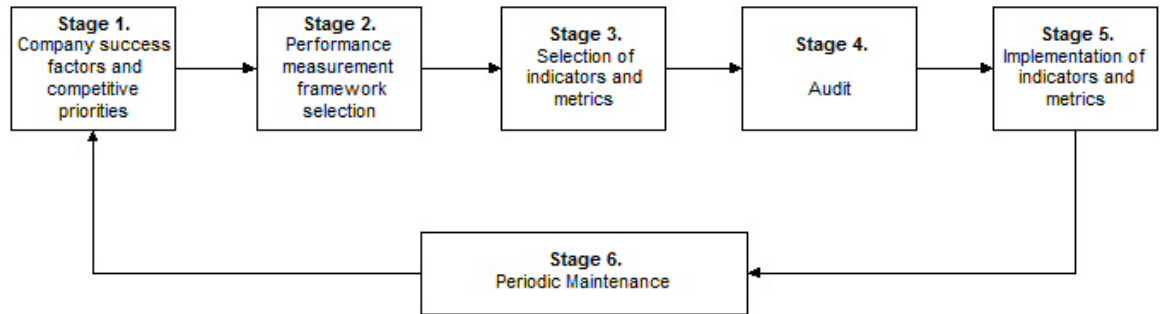 Stage 1.
Company success
factors and
competitive
priorities
Stage 2.
Performance
measurement
framework
selection
Stage 3.
Selection of
indicators and
metrics
Stage 4.
Audit
Stage 5.
Implementation of
indicators and
metrics
Stage 6.
Periodic Maintenance